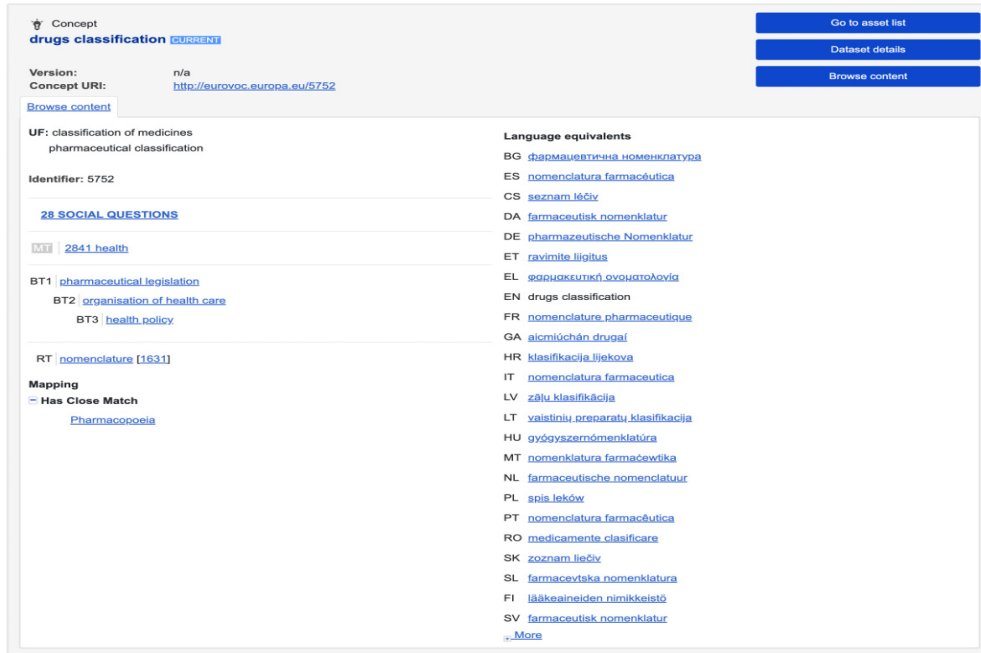 Concept
drugs classification CURRENT
Version: n/a
Concept URI: http://eurovoc.europa.eu/5752
Go to asset list
Dataset details
Browse content
Browse content
UF: classification of medicines
pharmaceutical classification
Identifier: 5752
28 SOCIAL QUESTIONS
MT 2841 health
BT1 pharmaceutical legislation
BT2 organisation of health care
BT3 health policy
RT nomenclature [1631]
Mapping
Has Close Match
Pharmacopoeia
Language equivalents
BG фармацевтична номенклатура
ES nomenclatura farmacéutica
CS seznam léčiv
DA farmaceutisk nomenklatur
DE pharmazeutische Nomenklatur
ET ravimite liigitus
EL φαρμακευτική ονοματολογία
EN drugs classification
FR nomenclature pharmaceutique
GA aicmiúchán drugaí
HR klasifikacija lijekova
IT nomenclatura farmaceutica
LV zāļu klasifikācija
LT vaistinių preparatų klasifikacija
HU gyógyszernómenklatúra
MT nomenklatura farmaċewtika
NL farmaceutische nomenclatuur
PL spis leków
PT nomenclatura farmacêutica
RO medicamente clasificare
SK zoznam liečiv
SL farmacevtska nomenklatura
FI lääkeaineiden nimikkeistö
SV farmaceutisk nomenklatur
More